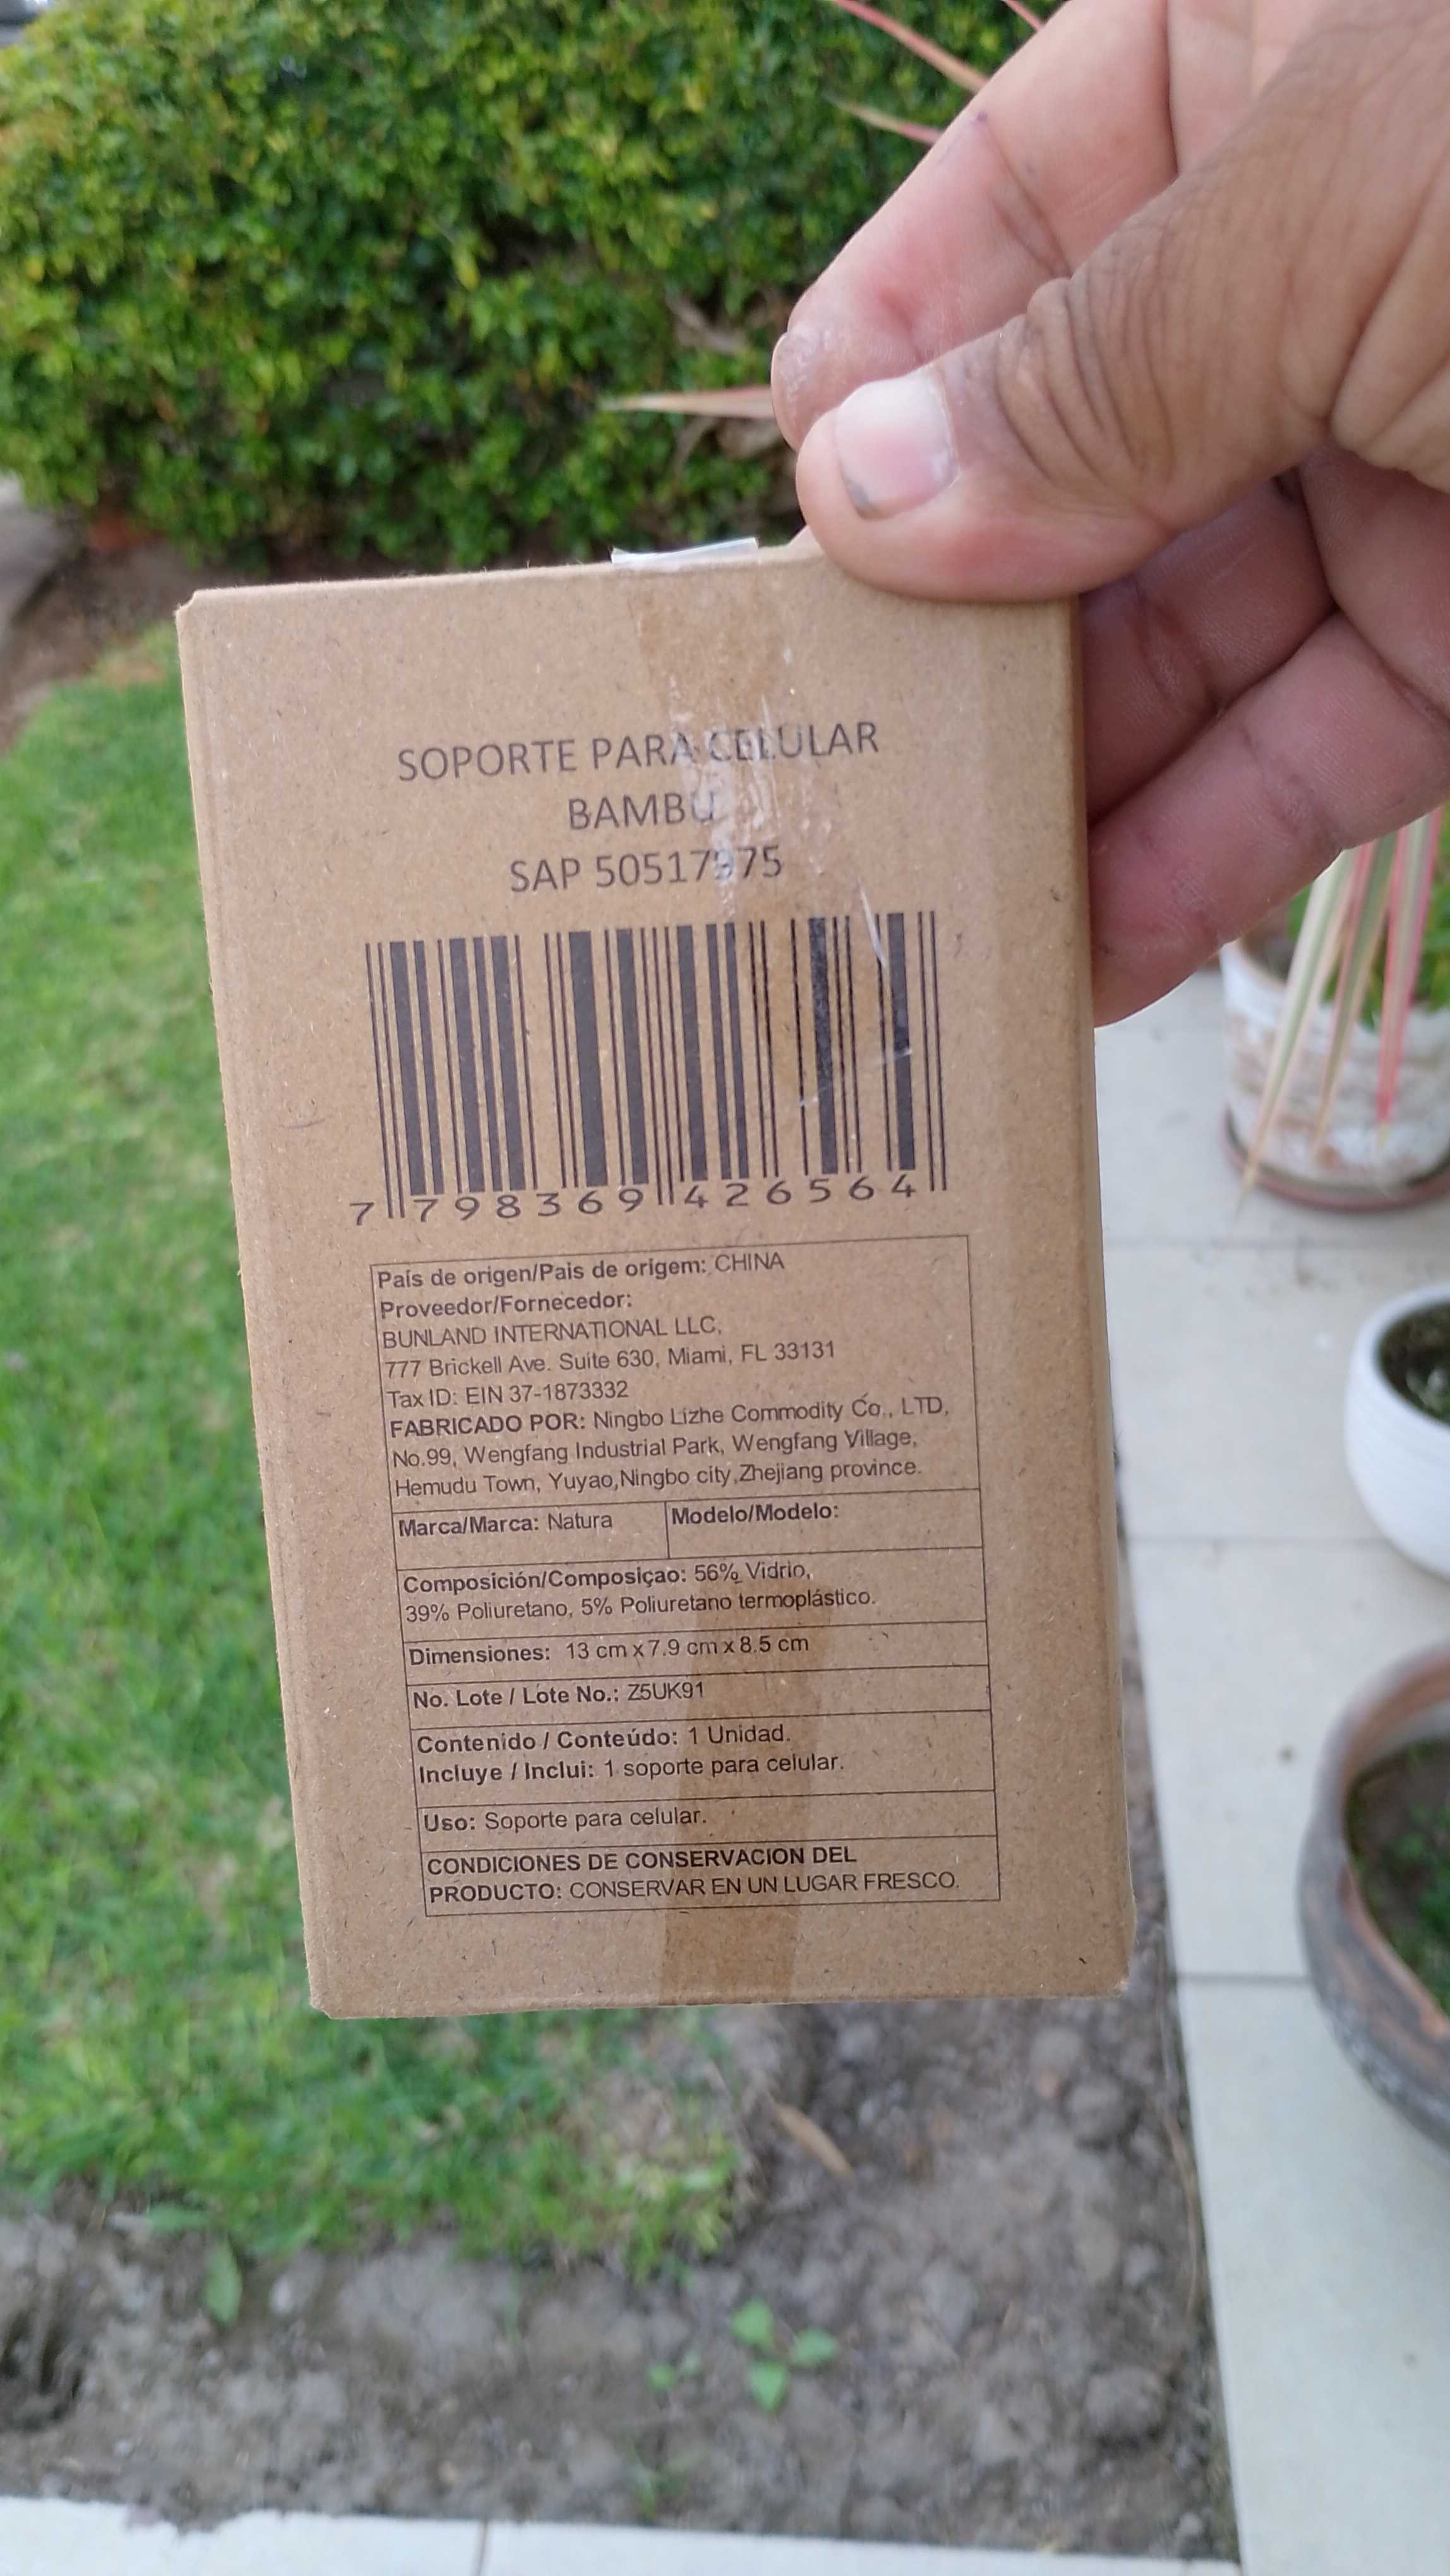 SOPORTE PARA CELULAR
BAMBU
SAP 50517975
7 798369 426564
País de origen/Pais de origem: CHINA
Proveedor/Fornecedor:
BUNLAND INTERNATIONAL LLC,
777 Brickell Ave. Suite 630, Miami, FL 33131
Tax ID: EIN 37-1873332
FABRICADO POR: Ningbo Lizhe Commodity Co., LTD,
No.99, Wengfang Industrial Park, Wengfang Village,
Hemudu Town, Yuyao,Ningbo city,Zhejiang province.
Marca/Marca: Natura
Modelo/Modelo:
Composición/Composiçao: 56% Vidrio,
39% Poliuretano, 5% Poliuretano termoplástico.
Dimensiones: 13 cm x 7.9 cm x 8.5 cm
No. Lote / Lote No.: Z5UK91
Contenido / Conteúdo: 1 Unidad.
Incluye / Inclui: 1 soporte para celular.
Uso: Soporte para celular.
CONDICIONES DE CONSERVACION DEL
PRODUCTO: CONSERVAR EN UN LUGAR FRESCO.